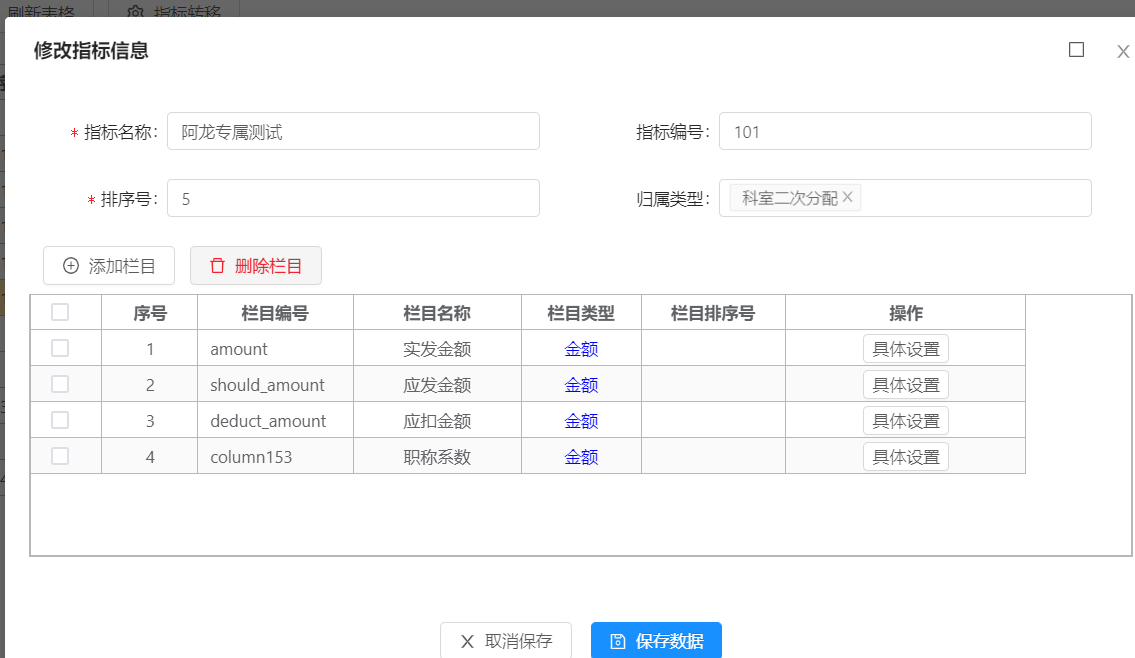 刷新表格 指标转移
修改指标信息
* 指标名称: 阿龙专属测试 指标编号: 101
* 排序号: 5 归属类型: 科室二次分配
添加栏目 删除栏目
序号 栏目编号 栏目名称 栏目类型 栏目排序号 操作
1 amount 实发金额 金额 具体设置
2 should_amount 应发金额 金额 具体设置
3 deduct_amount 应扣金额 金额 具体设置
4 column153 职称系数 金额 具体设置
取消保存 保存数据